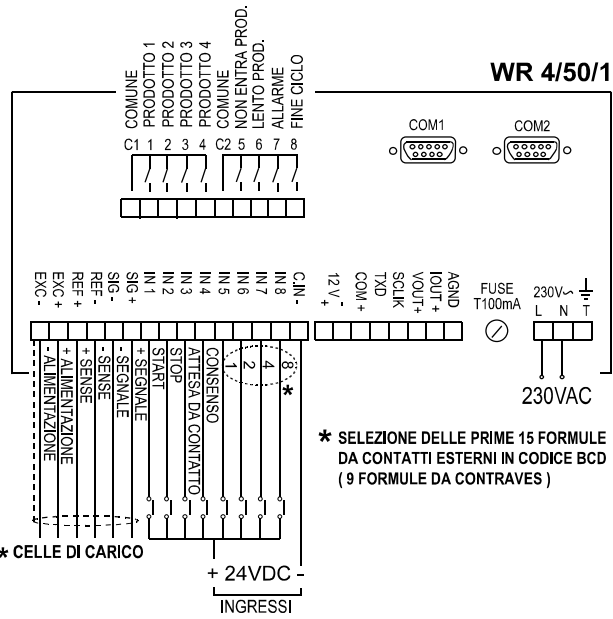 WR 4/50/1
COMUNE
PRODOTTO 1
PRODOTTO 2
PRODOTTO 3
PRODOTTO 4
COMUNE
NON ENTRA PROD.
LENTO PROD.
ALLARME
FINE CICLO
C1 1 2 3 4 C2 5 6 7 8
COM1
COM2
EXC -
EXC +
REF +
REF -
SIG -
SIG +
IN 1
IN 2
IN 3
IN 4
IN 5
IN 6
IN 7
IN 8
C.IN -
+ 12 V -
COM +
TXD
SCLIK
VOUT+
IOUT +
AGND
FUSE
T100mA
230V~
L N T
230VAC
- ALIMENTAZIONE
+ ALIMENTAZIONE
+ SENSE
- SENSE
- SEGNALE
+ SEGNALE
START
STOP
ATTESA DA CONTATTO
CONSENSO
1
2
4
8
*
* SELEZIONE DELLE PRIME 15 FORMULE
DA CONTATTI ESTERNI IN CODICE BCD
( 9 FORMULE DA CONTRAVES )
* CELLE DI CARICO
+ 24VDC -
INGRESSI